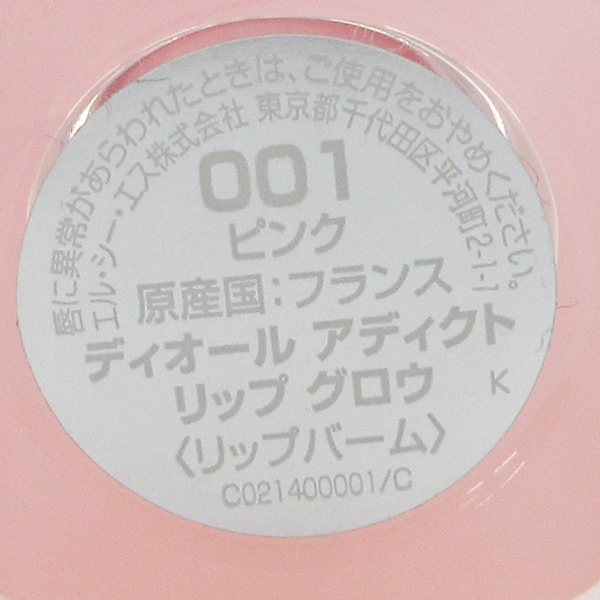 唇に異常があらわれたときは、ご使用をおやめください。
エル・シー・エス株式会社 東京都千代田区平河町2-1-1
001
ピンク
原産国:フランス
ディオール アディクト
リップ グロウ
K
〈リップバーム〉
C021400001/C